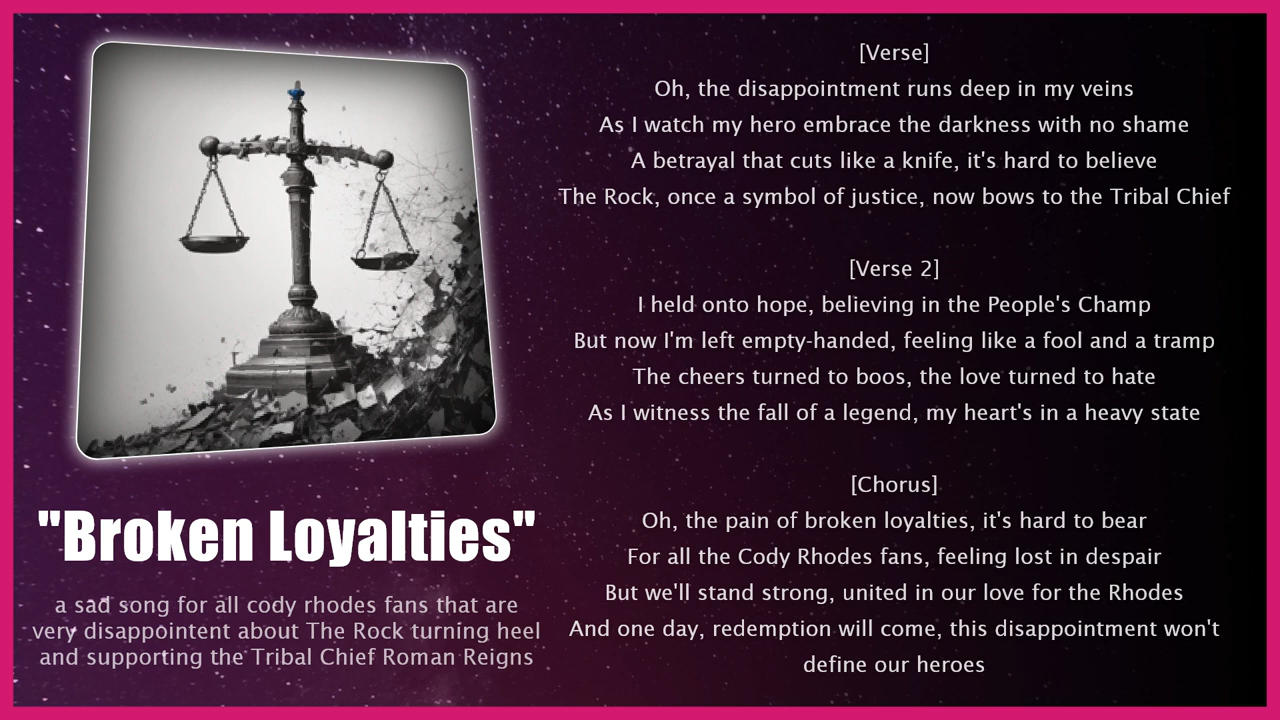 "Broken Loyalties"
a sad song for all cody rhodes fans that are
very disappointent about The Rock turning heel
and supporting the Tribal Chief Roman Reigns
[Verse]
Oh, the disappointment runs deep in my veins
As I watch my hero embrace the darkness with no shame
A betrayal that cuts like a knife, it's hard to believe
The Rock, once a symbol of justice, now bows to the Tribal Chief
[Verse 2]
I held onto hope, believing in the People's Champ
But now I'm left empty-handed, feeling like a fool and a tramp
The cheers turned to boos, the love turned to hate
As I witness the fall of a legend, my heart's in a heavy state
[Chorus]
Oh, the pain of broken loyalties, it's hard to bear
For all the Cody Rhodes fans, feeling lost in despair
But we'll stand strong, united in our love for the Rhodes
And one day, redemption will come, this disappointment won't
define our heroes